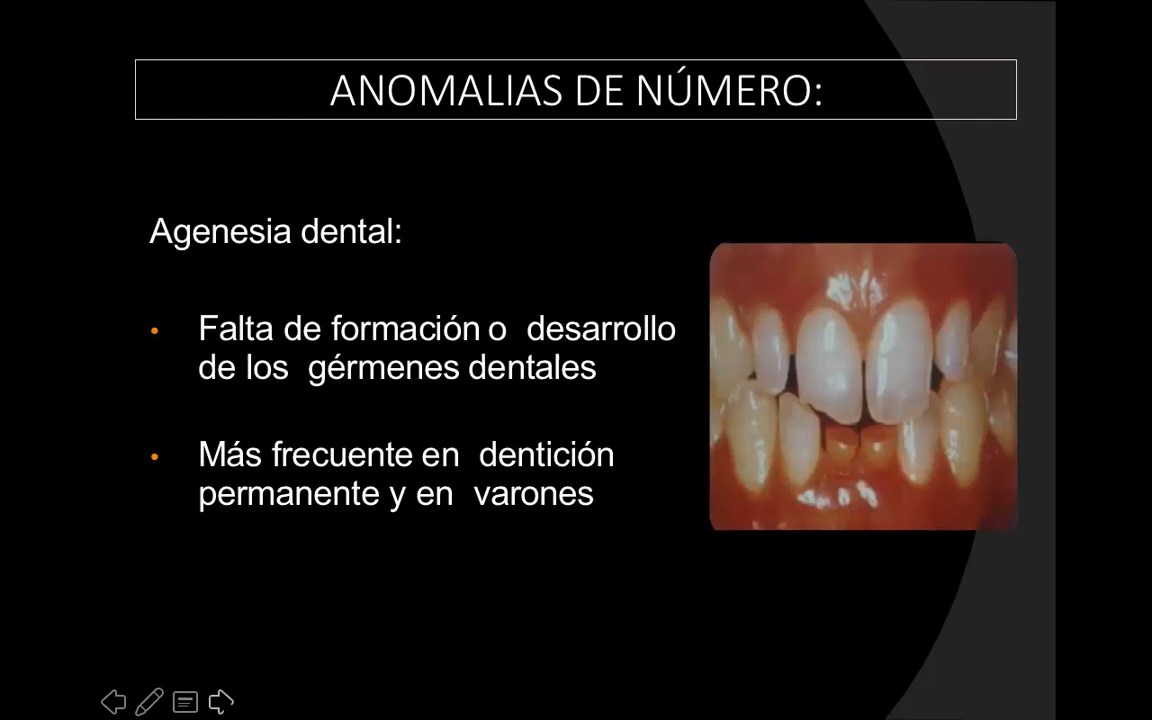 ANOMALIAS DE NÚMERO:
Agenesia dental:
• Falta de formación o desarrollo
de los gérmenes dentales
• Más frecuente en dentición
permanente y en varones